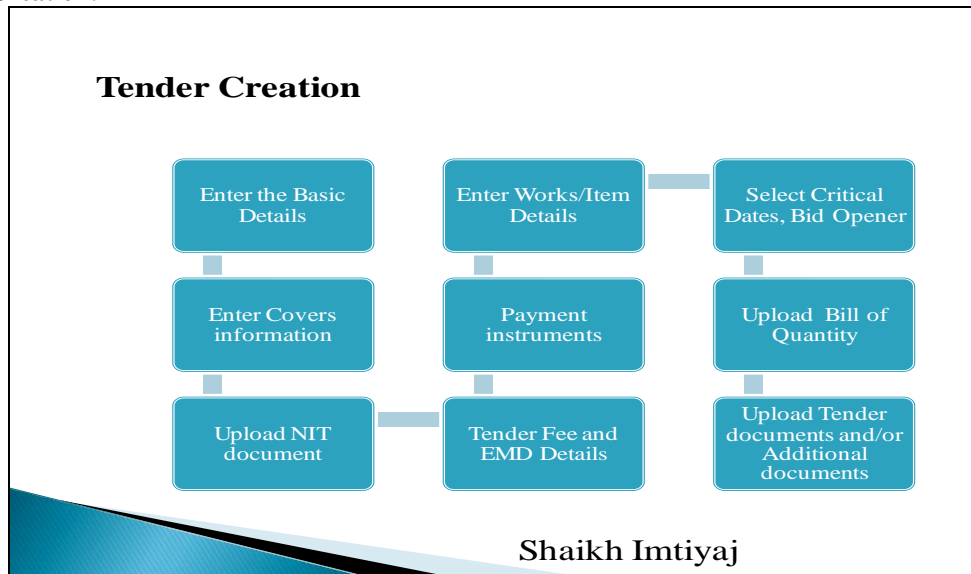 Tender Creation
Enter the Basic
Details
Enter Covers
information
Upload NIT
document
Tender Fee and
EMD Details
Payment
instruments
Enter Works/Item
Details
Select Critical
Dates, Bid Opener
Upload Bill of
Quantity
Upload Tender
documents and/or
Additional
documents
Shaikh Imtiyaj